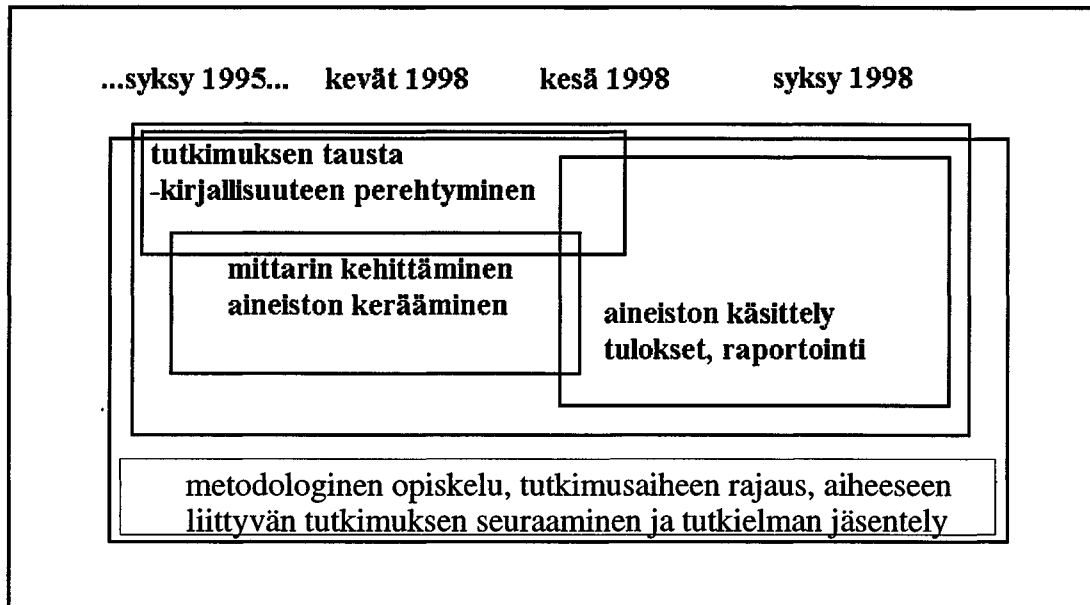 ...syksy 1995... kevät 1998 kesä 1998 syksy 1998
tutkimuksen tausta
-kirjallisuuteen perehtyminen
mittarin kehittäminen
aineiston kerääminen
aineiston käsittely
tulokset, raportointi
metodologinen opiskelu, tutkimusaiheen rajaus, aiheeseen
liittyvän tutkimuksen seuraaminen ja tutkielman jäsentely